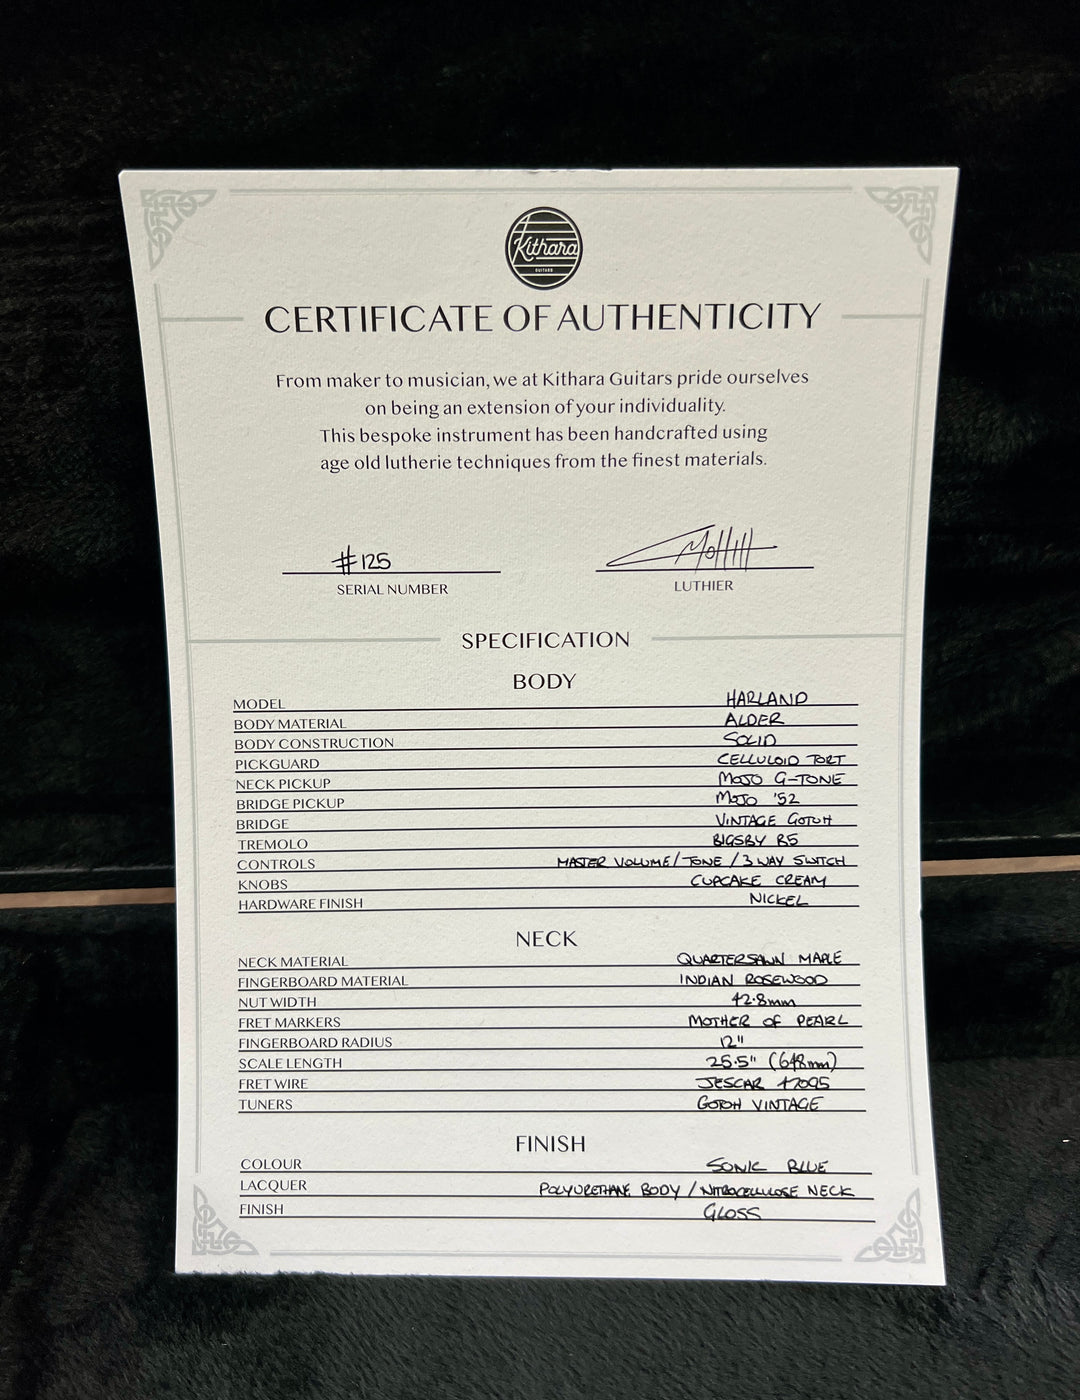 Kithara
GUITARS
CERTIFICATE OF AUTHENTICITY
From maker to musician, we at Kithara Guitars pride ourselves
on being an extension of your individuality.
This bespoke instrument has been handcrafted using
age old lutherie techniques from the finest materials.
#125
SERIAL NUMBER
LUTHIER
SPECIFICATION
BODY
MODEL HARLAND
BODY MATERIAL ALDER
BODY CONSTRUCTION SOLID
PICKGUARD CELLULOID TORT
NECK PICKUP MOJO G-TONE
BRIDGE PICKUP MOJO '52
BRIDGE VINTAGE GOTOH
TREMOLO BIGSBY B5
CONTROLS MASTER VOLUME / TONE / 3 WAY SWITCH
KNOBS CUPCAKE CREAM
HARDWARE FINISH NICKEL
NECK
NECK MATERIAL QUARTERSAWN MAPLE
FINGERBOARD MATERIAL INDIAN ROSEWOOD
NUT WIDTH 42.8mm
FRET MARKERS MOTHER OF PEARL
FINGERBOARD RADIUS 12"
SCALE LENGTH 25.5" (648mm)
FRET WIRE JESCAR 47095
TUNERS GOTOH VINTAGE
FINISH
COLOUR SONIC BLUE
LACQUER POLYURETHANE BODY / NITROCELLULOSE NECK
FINISH GLOSS